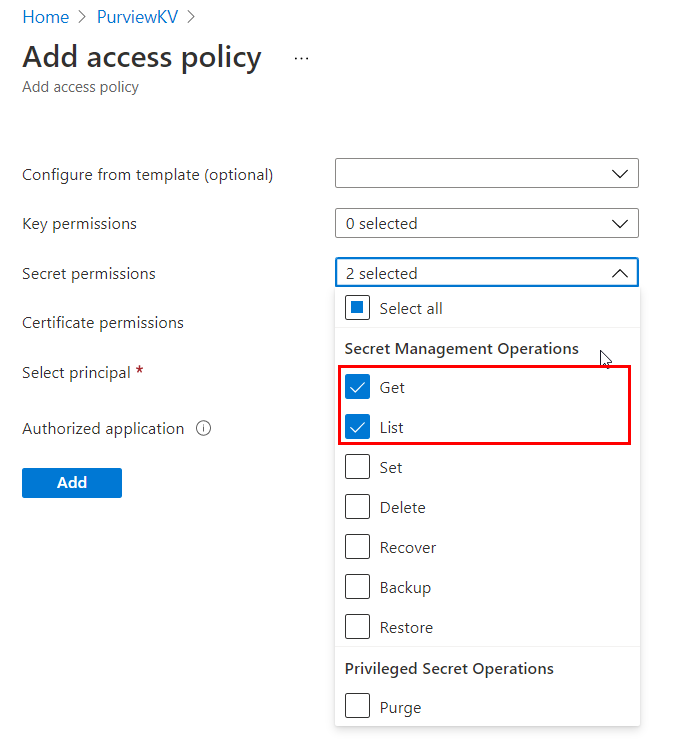 Home > PurviewKV >
Add access policy ...
Add access policy
Configure from template (optional)
Key permissions 0 selected
Secret permissions 2 selected
Select all
Certificate permissions
Secret Management Operations
Select principal *
Get
Authorized application
List
Add
Set
Delete
Recover
Backup
Restore
Privileged Secret Operations
Purge